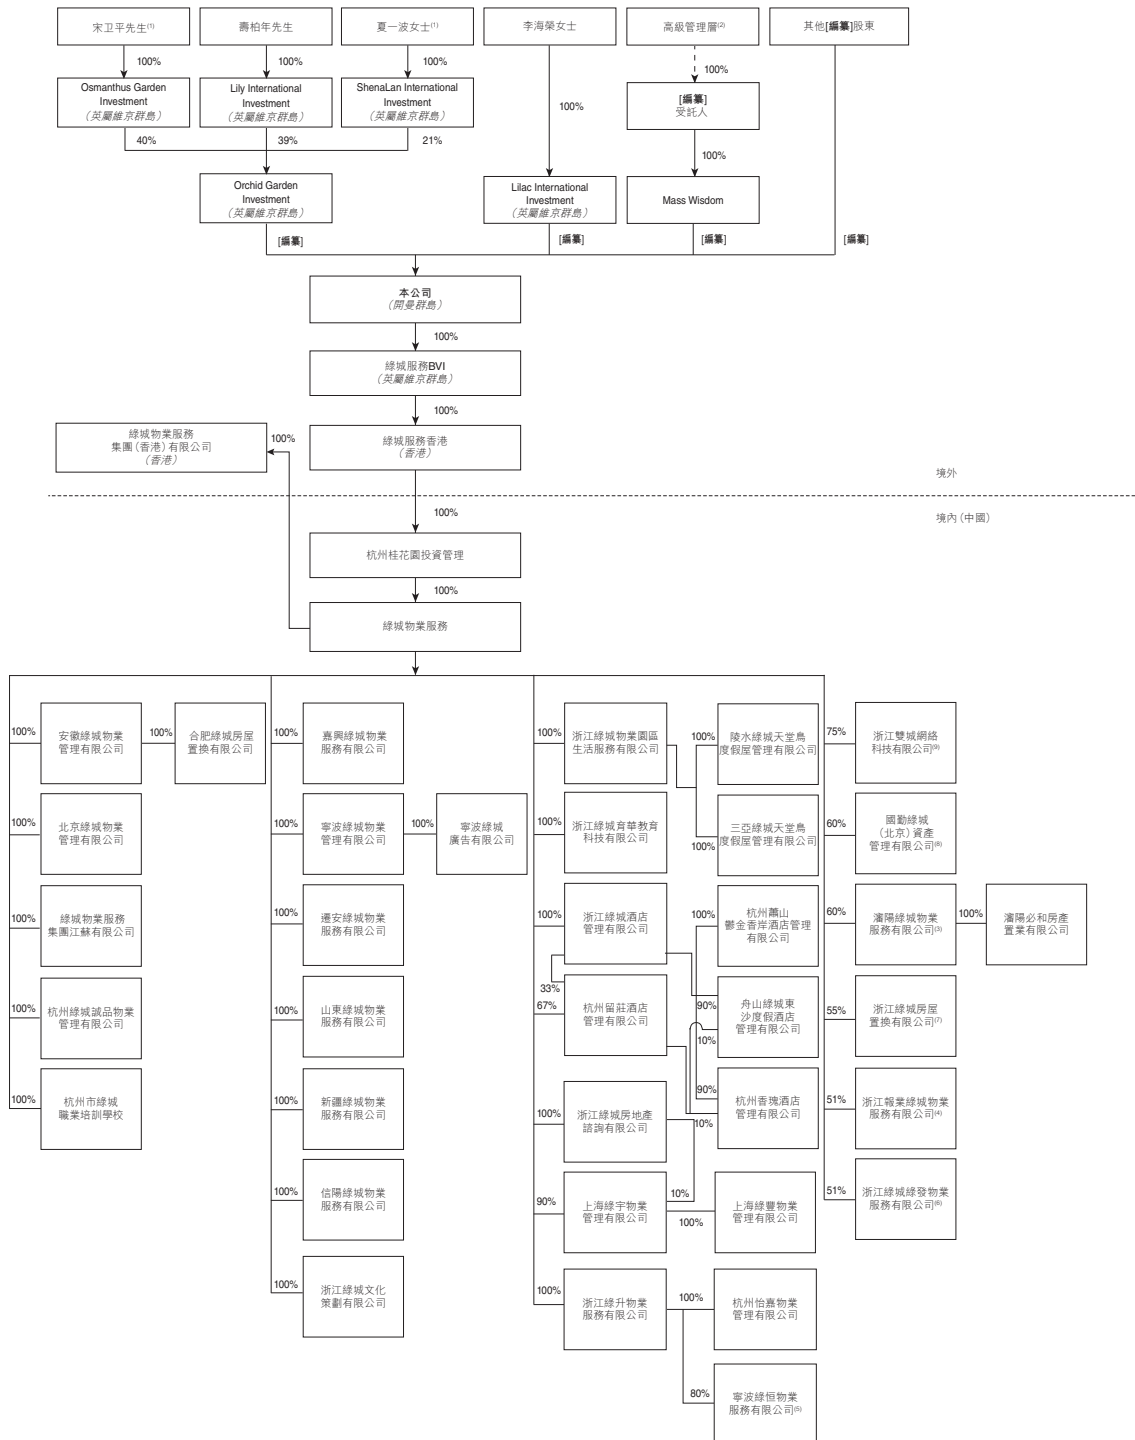 宋卫平先生(1)
壽柏年先生
夏一波女士(1)
李海榮女士
高級管理層(2)
其他[編纂]股東
100%
100%
100%
100%
100%
Osmanthus Garden
Investment
（英屬維京群島）
Lily International
Investment
（英屬維京群島）
ShenaLan International
Investment
（英屬維京群島）
[編纂]
受託人
40%
39%
21%
100%
Orchid Garden
Investment
（英屬維京群島）
Lilac International
Investment
（英屬維京群島）
Mass Wisdom
[編纂]
[編纂]
[編纂]
[編纂]
本公司
（開曼群島）
100%
綠城服務BVI
（英屬維京群島）
100%
綠城物業服務
集團（香港）有限公司
（香港）
100%
綠城服務香港
（香港）
境外
100%
境內（中國）
杭州桂花園投資管理
100%
綠城物業服務
100%
安徽綠城物業
管理有限公司
100%
合肥綠城房屋
置換有限公司
100%
北京綠城物業
管理有限公司
100%
綠城物業服務
集團江蘇有限公司
100%
杭州綠城誠品物業
管理有限公司
100%
杭州市綠城
職業培訓學校
100%
嘉興綠城物業
服務有限公司
100%
寧波綠城物業
管理有限公司
100%
寧波綠城
廣告有限公司
100%
遷安綠城物業
服務有限公司
100%
山東綠城物業
服務有限公司
100%
新疆綠城物業
服務有限公司
100%
信陽綠城物業
服務有限公司
100%
浙江綠城文化
策劃有限公司
100%
浙江綠城物業園區
生活服務有限公司
100%
陵水綠城天堂鳥
度假屋管理有限公司
100%
三亞綠城天堂鳥
度假屋管理有限公司
100%
浙江綠城育華教育
科技有限公司
100%
浙江綠城酒店
管理有限公司
100%
杭州蕭山
鬱金香岸酒店管理
有限公司
33%
67%
杭州留莊酒店
管理有限公司
90%
10%
舟山綠城東
沙度假酒店
管理有限公司
90%
10%
杭州香瑰酒店
管理有限公司
100%
浙江綠城房地產
諮詢有限公司
90%
上海綠宇物業
管理有限公司
10%
100%
上海綠豐物業
管理有限公司
100%
浙江綠升物業
服務有限公司
100%
杭州怡嘉物業
管理有限公司
80%
寧波綠恒物業
服務有限公司(5)
75%
浙江雙城網絡
科技有限公司(9)
60%
國勤綠城
（北京）資產
管理有限公司(8)
60%
瀋陽綠城物業
服務有限公司(3)
100%
瀋陽必和房產
置業有限公司
55%
浙江綠城房屋
置換有限公司(7)
51%
浙江報業綠城物業
服務有限公司(4)
51%
浙江綠城綠發物業
服務有限公司(6)